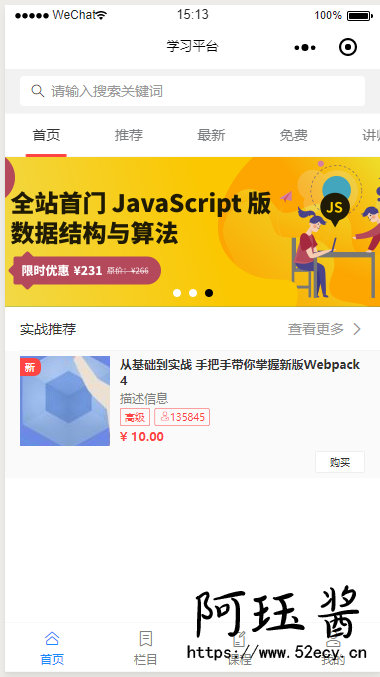 WeChat 15:13 100%
学习平台
请输入搜索关键词
首页 推荐 最新 免费 讲师
全站首门 JavaScript 版
数据结构与算法
JS
限时优惠 ¥231 原价：¥266
实战推荐 查看更多
新
从基础到实战 手把手带你掌握新版Webpack
4
描述信息
高级 135845
¥ 10.00
购买
阿珏酱
https://www.52ecy.cn
首页 栏目 课程 我的